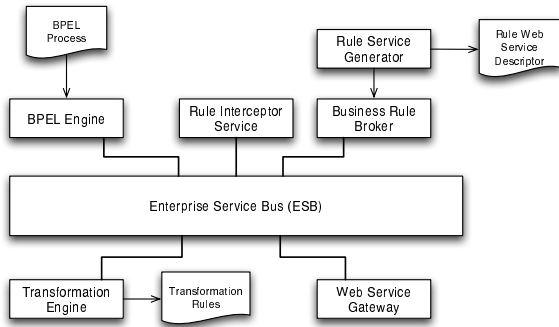 BPEL
Process
Rule Service
Generator
Rule Web
Service
Descriptor
BPEL Engine
Rule Interceptor
Service
Business Rule
Broker
Enterprise Service Bus (ESB)
Transformation
Engine
Transformation
Rules
Web Service
Gateway